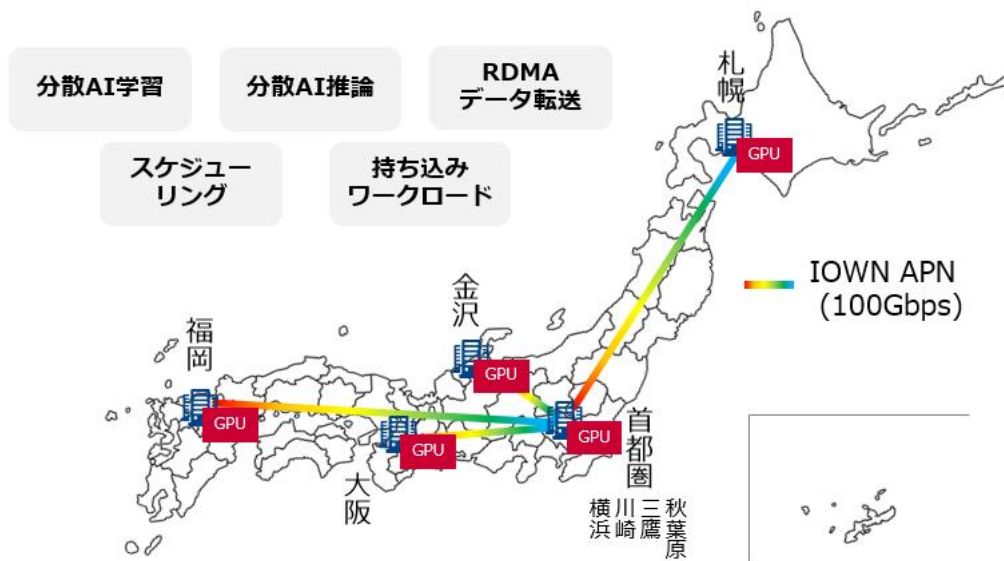 分散AI学習
分散AI推論
RDMA
データ転送
スケジュー
リング
持ち込み
ワークロード
札幌
GPU
IOWN APN
(100Gbps)
金沢
GPU
福岡
GPU
大阪
GPU
首都圏
GPU
横浜
川崎
三鷹
秋葉原